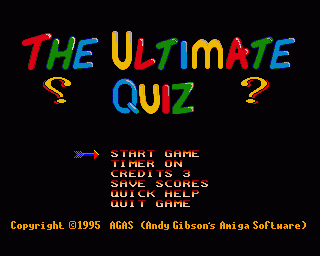 THE ULTIMATE
? QUIZ ?
START GAME
TIMER ON
CREDITS 3
SAVE SCORES
QUICK HELP
QUIT GAME
Copyright ©1995 AGAS (Andy Gibson's Amiga Software)